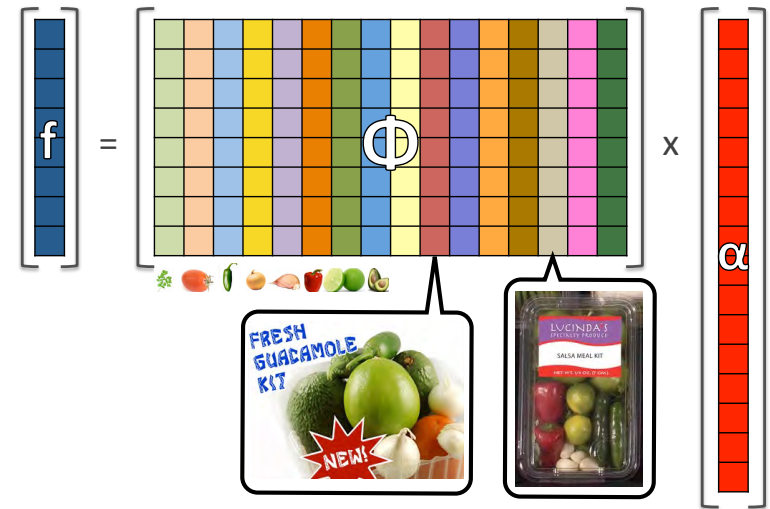 f
=
Φ
x
α
FRESH
GUACAMOLE
KIT
NEW!
LUCINDA'S
SPECIALTY PRODUCE
SALSA MEAL KIT